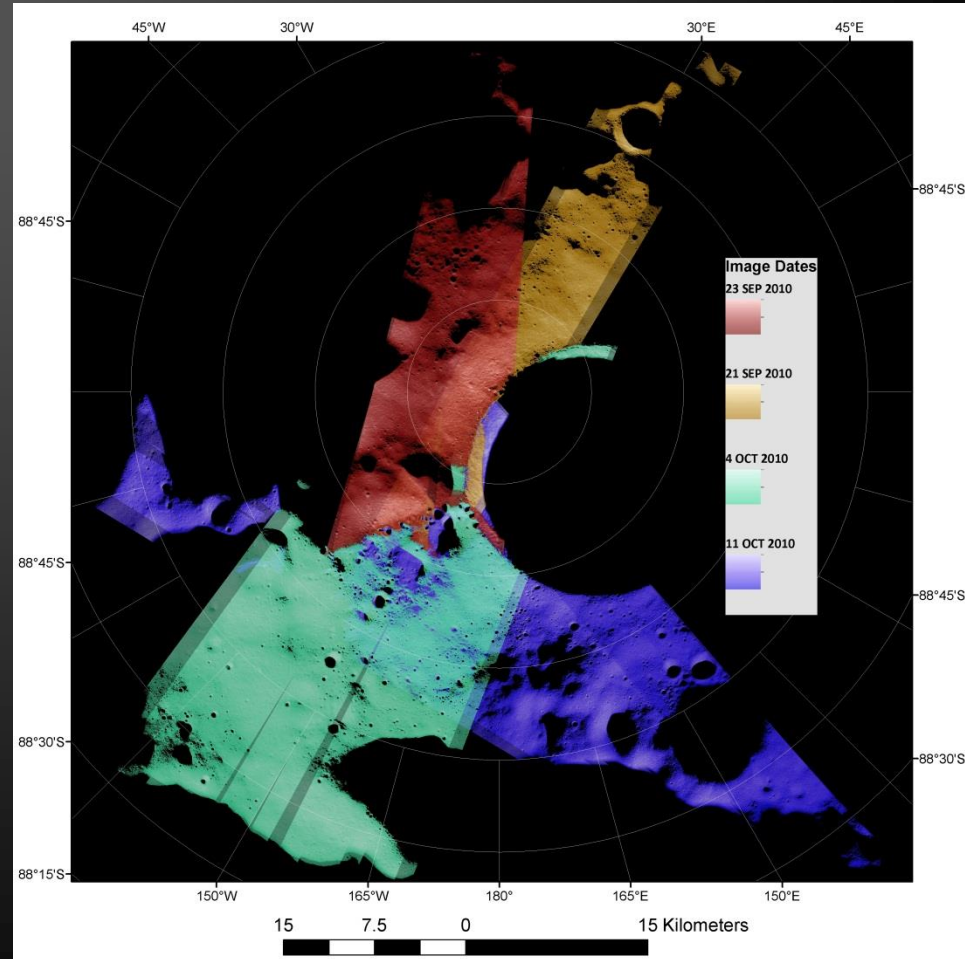 45°W 30°W 30°E 45°E
88°45'S 88°45'S
Image Dates
23 SEP 2010
21 SEP 2010
4 OCT 2010
11 OCT 2010
88°45'S 88°45'S
88°30'S 88°30'S
88°15'S
150°W 165°W 180° 165°E 150°E
15 7.5 0 15 Kilometers